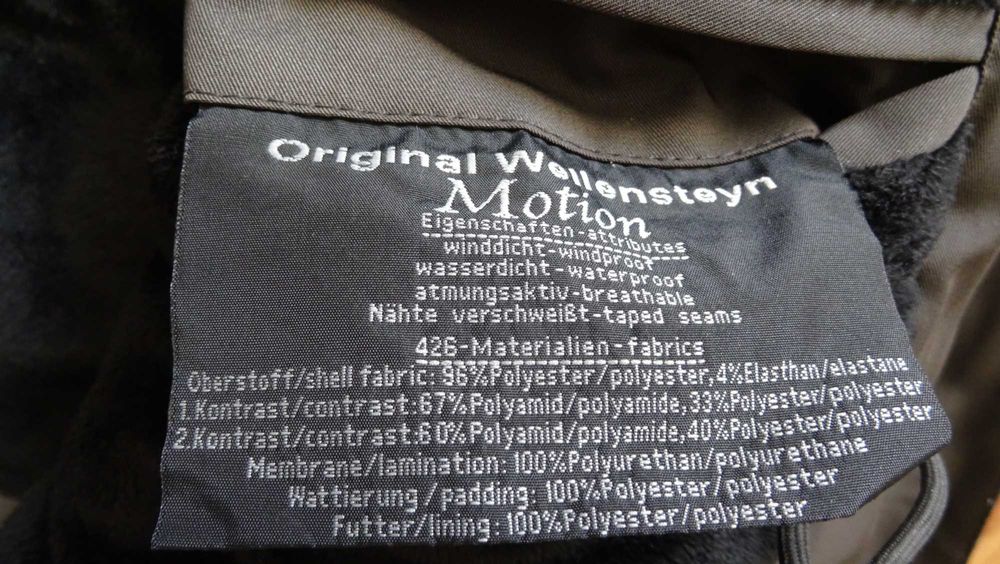 Original Wellensteyn
Motion
Eigenschaften-attributes
winddicht-windproof
wasserdicht-waterproof
atmungsaktiv-breathable
Nähte verschweißt-taped seams
426-Materialien-fabrics
Oberstoff/shell fabric: 96%Polyester/polyester,4%Elasthan/elastane
1.Kontrast/contrast:67%Polyamid/polyamide,33%Polyester/polyester
2.Kontrast/contrast:60%Polyamid/polyamide,40%Polyester/polyester
Membrane/lamination: 100%Polyurethan/polyurethane
Wattierung/padding: 100%Polyester/polyester
Futter/lining: 100%Polyester/polyester